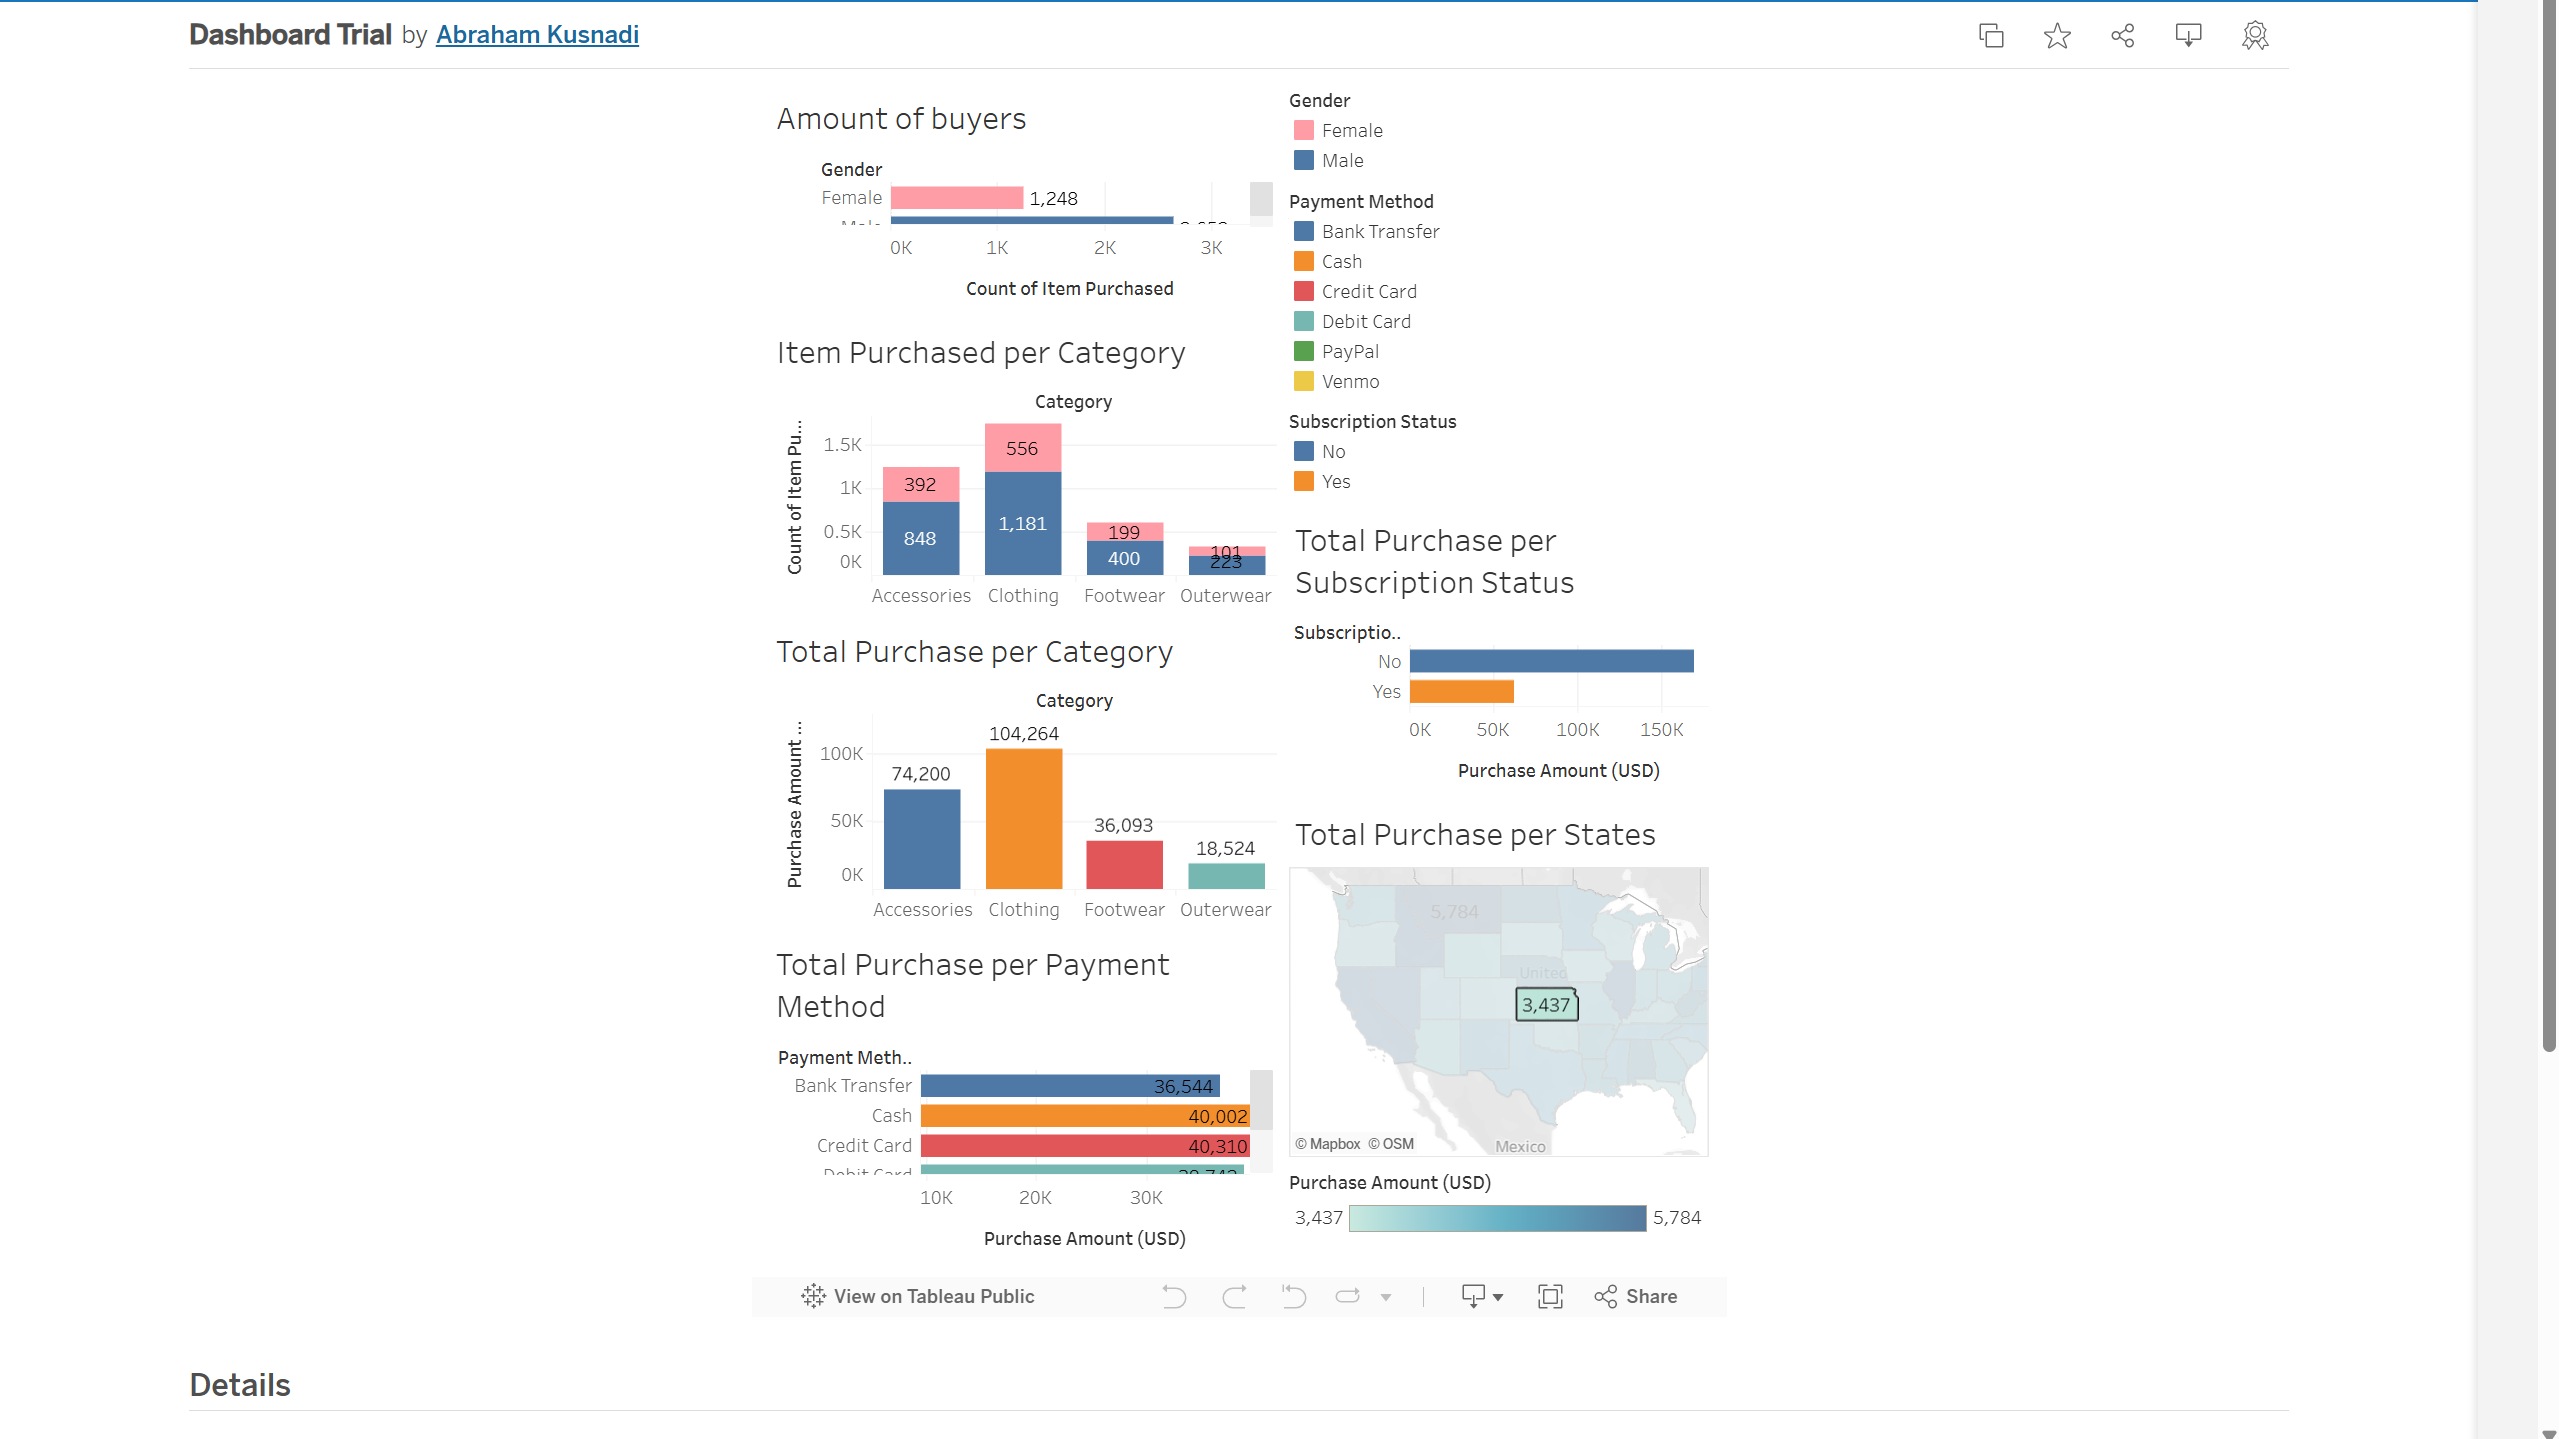 Dashboard Trial by Abraham Kusnadi
Amount of buyers
Gender
Female
1,248
0K
1K
2K
3K
Count of Item Purchased
Item Purchased per Category
Category
Count of Item Pu...
1.5K
1K
0.5K
0K
392
848
556
1,181
199
400
101
223
Accessories
Clothing
Footwear
Outerwear
Total Purchase per Category
Category
Purchase Amount ...
100K
50K
0K
74,200
104,264
36,093
18,524
Accessories
Clothing
Footwear
Outerwear
Total Purchase per Payment
Method
Payment Meth..
Bank Transfer
36,544
Cash
40,002
Credit Card
40,310
Debit Card
10K
20K
30K
Purchase Amount (USD)
Gender
Female
Male
Payment Method
Bank Transfer
Cash
Credit Card
Debit Card
PayPal
Venmo
Subscription Status
No
Yes
Total Purchase per
Subscription Status
Subscriptio..
No
Yes
0K
50K
100K
150K
Purchase Amount (USD)
Total Purchase per States
5,784
United
3,437
Mexico
© Mapbox © OSM
Purchase Amount (USD)
3,437
5,784
View on Tableau Public
Share
Details